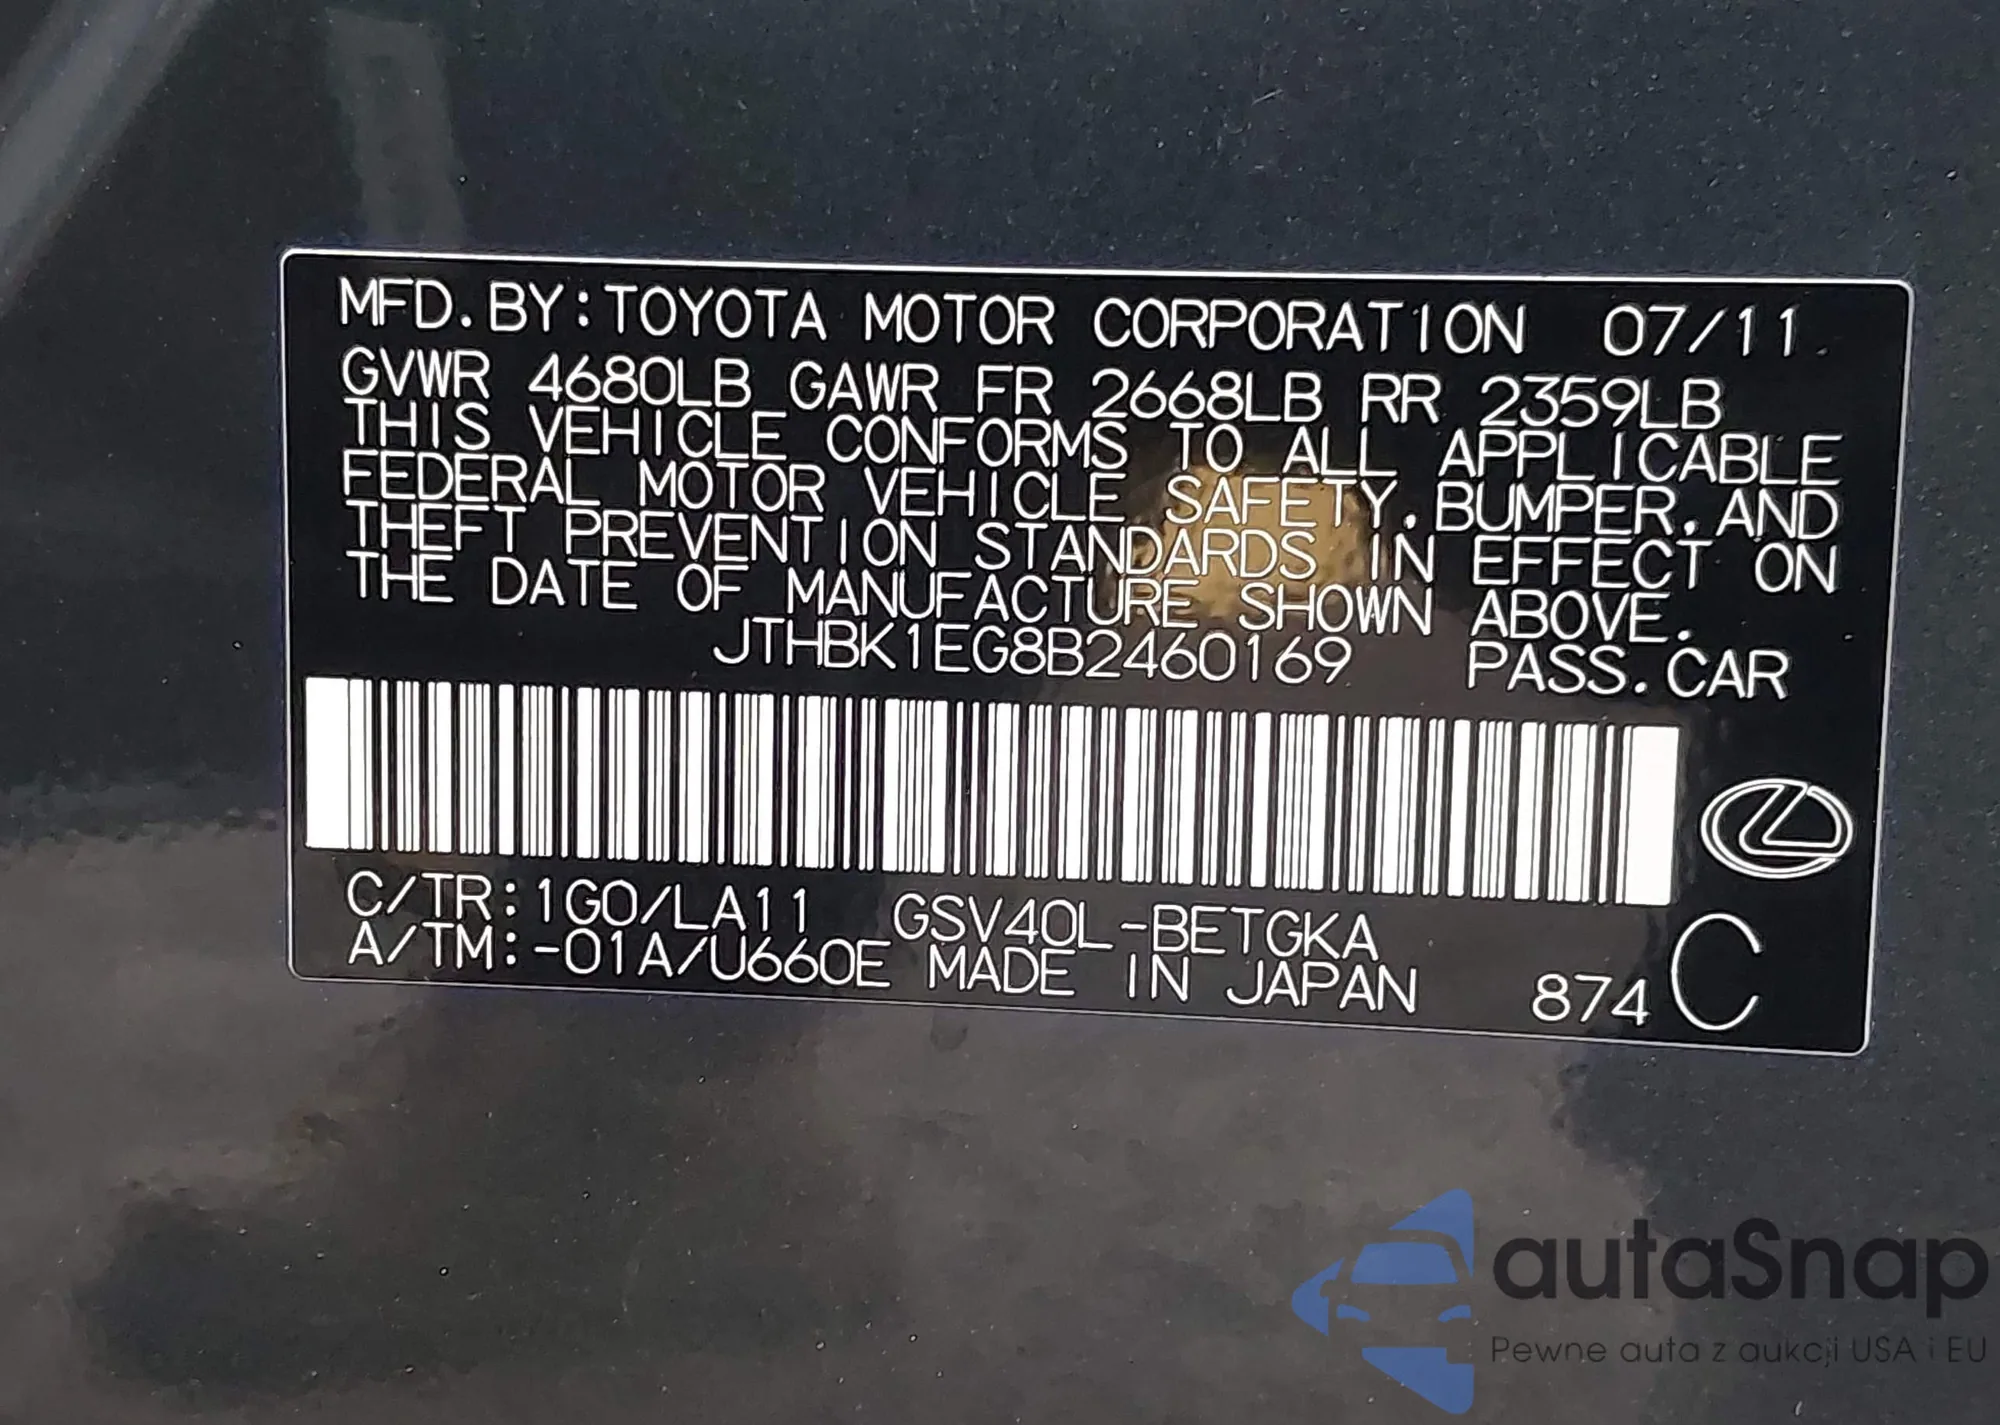 MFD. BY: TOYOTA MOTOR CORPORATION 07/11
GVWR 4680LB GAWR FR 2668LB RR 2359LB
THIS VEHICLE CONFORMS TO ALL APPLICABLE
FEDERAL MOTOR VEHICLE SAFETY, BUMPER, AND
THEFT PREVENTION STANDARDS IN EFFECT ON
THE DATE OF MANUFACTURE SHOWN ABOVE.
JTHBK1EG8B2460169 PASS. CAR
C/TR: 1G0/LA11 GSV40L-BETGKA
A/TM: -01A/U660E MADE IN JAPAN 874 C
autaSnap
Pewne auta z aukcji USA i EU